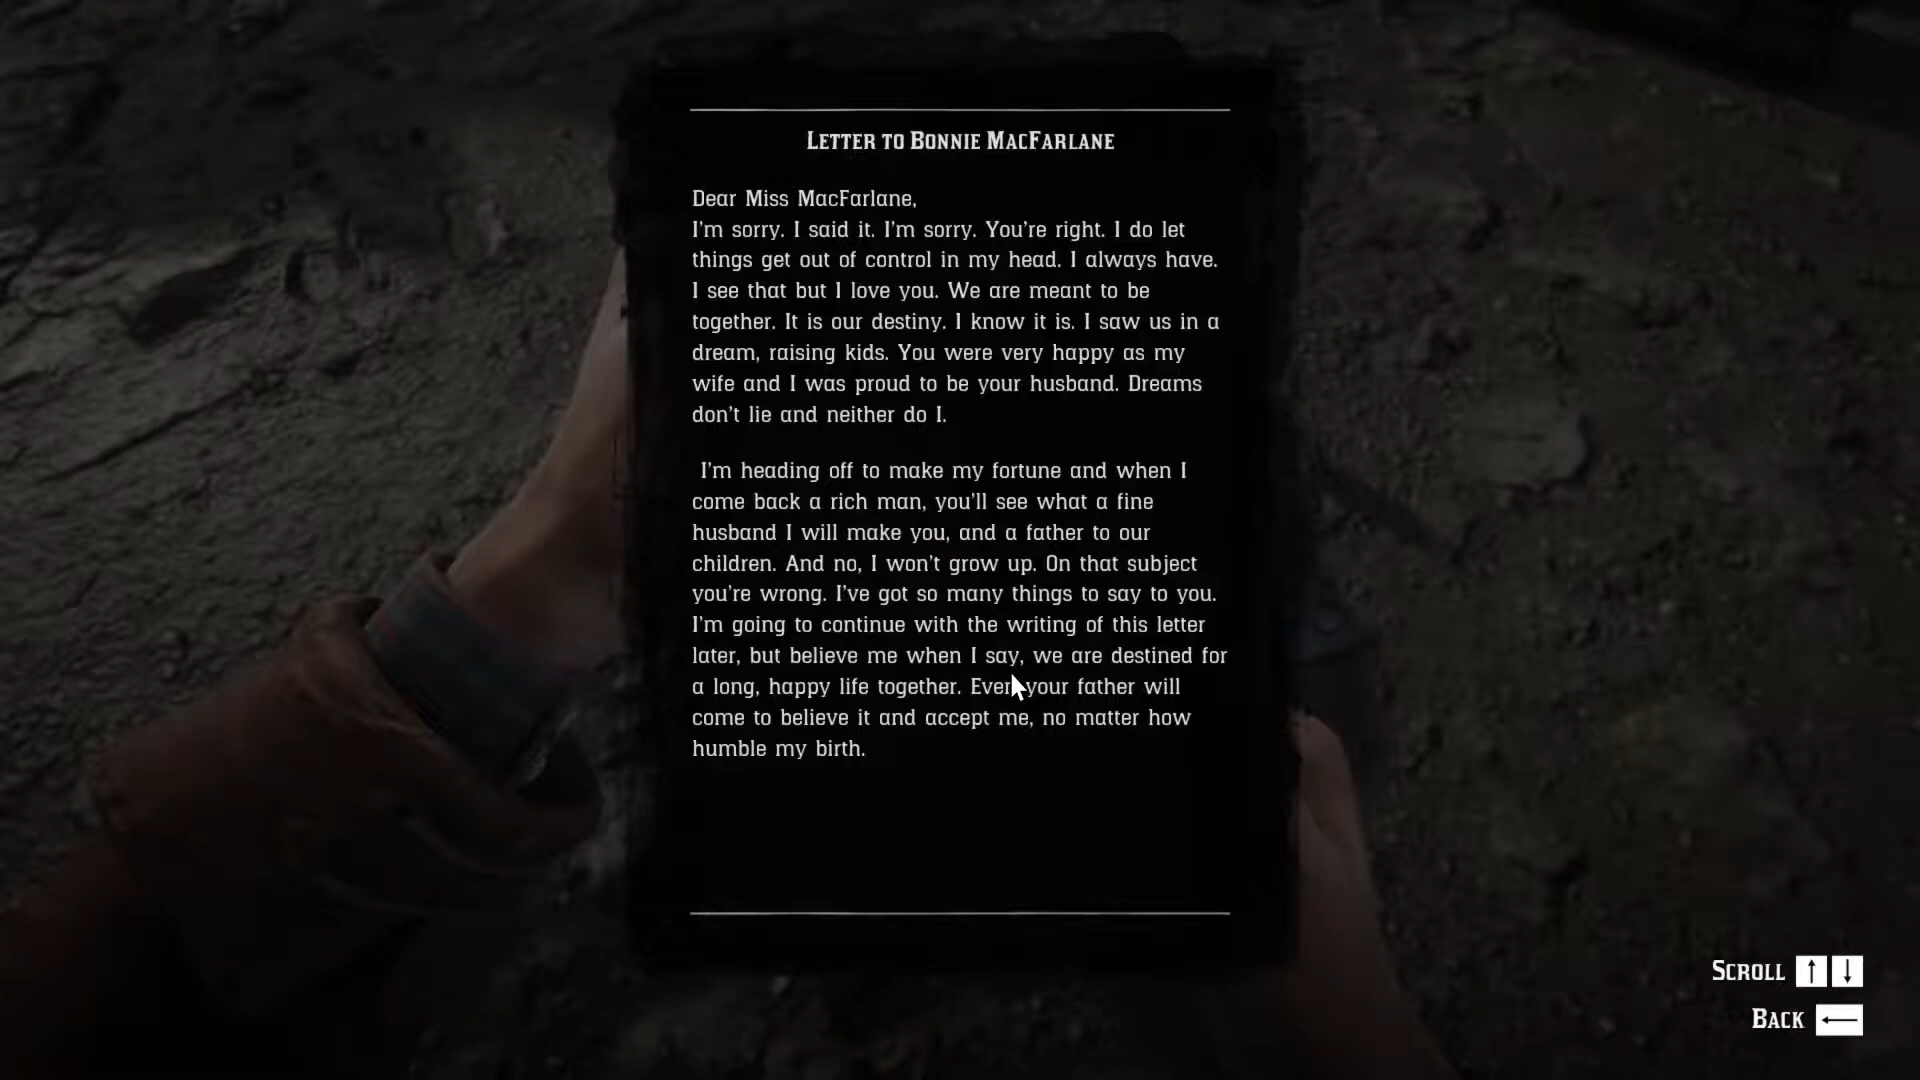 LETTER TO BONNIE MACFARLANE
Dear Miss MacFarlane,
I'm sorry. I said it. I'm sorry. You're right. I do let
things get out of control in my head. I always have.
I see that but I love you. We are meant to be
together. It is our destiny. I know it is. I saw us in a
dream, raising kids. You were very happy as my
wife and I was proud to be your husband. Dreams
don't lie and neither do I.
I'm heading off to make my fortune and when I
come back a rich man, you'll see what a fine
husband I will make you, and a father to our
children. And no, I won't grow up. On that subject
you're wrong. I've got so many things to say to you.
I'm going to continue with the writing of this letter
later, but believe me when I say, we are destined for
a long, happy life together. Even your father will
come to believe it and accept me, no matter how
humble my birth.
SCROLL ↑ ↓
BACK ←